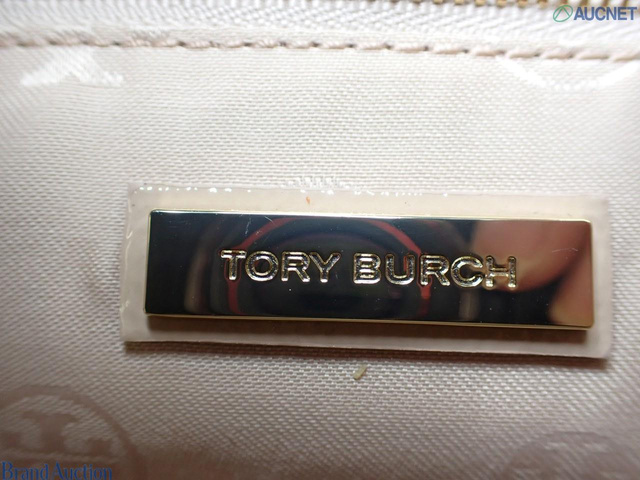 AUCNET
TORY BURCH
Brand Auction